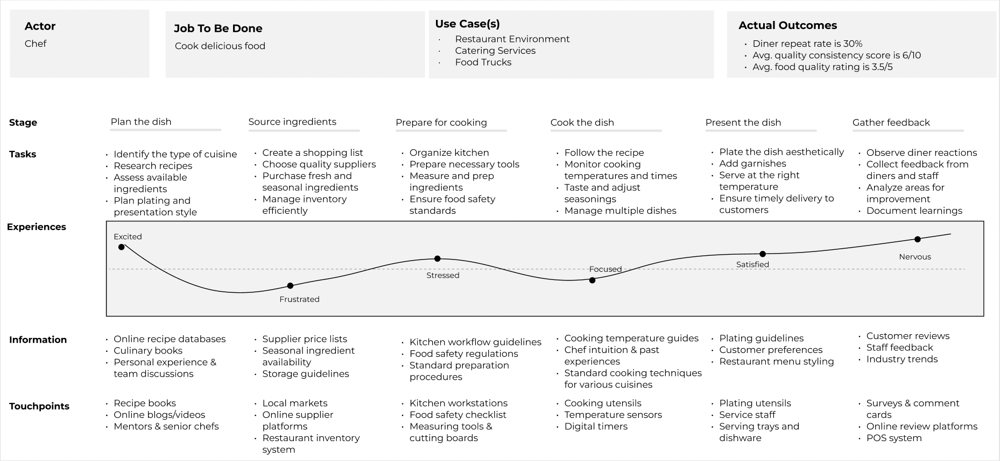 Actor
Chef
Job To Be Done
Cook delicious food
Use Case(s)
· Restaurant Environment
· Catering Services
· Food Trucks
Actual Outcomes
• Diner repeat rate is 30%
• Avg. quality consistency score is 6/10
• Avg. food quality rating is 3.5/5
Stage
Plan the dish
Source ingredients
Prepare for cooking
Cook the dish
Present the dish
Gather feedback
Tasks
• Identify the type of cuisine
• Research recipes
• Assess available
ingredients
• Plan plating and
presentation style
• Create a shopping list
• Choose quality suppliers
• Purchase fresh and
seasonal ingredients
• Manage inventory
efficiently
• Organize kitchen
• Prepare necessary tools
• Measure and prep
ingredients
• Ensure food safety
standards
• Follow the recipe
• Monitor cooking
temperatures and times
• Taste and adjust
seasonings
• Manage multiple dishes
• Plate the dish aesthetically
• Add garnishes
• Serve at the right
temperature
• Ensure timely delivery to
customers
• Observe diner reactions
• Collect feedback from
diners and staff
• Analyze areas for
improvement
• Document learnings
Experiences
Excited
Frustrated
Stressed
Focused
Satisfied
Nervous
Information
• Online recipe databases
• Culinary books
• Personal experience &
team discussions
• Supplier price lists
• Seasonal ingredient
availability
• Storage guidelines
• Kitchen workflow guidelines
• Food safety regulations
• Standard preparation
procedures
• Cooking temperature guides
• Chef intuition & past
experiences
• Standard cooking techniques
for various cuisines
• Plating guidelines
• Customer preferences
• Restaurant menu styling
• Customer reviews
• Staff feedback
• Industry trends
Touchpoints
• Recipe books
• Online blogs/videos
• Mentors & senior chefs
• Local markets
• Online supplier
platforms
• Restaurant inventory
system
• Kitchen workstations
• Food safety checklist
• Measuring tools &
cutting boards
• Cooking utensils
• Temperature sensors
• Digital timers
• Plating utensils
• Service staff
• Serving trays and
dishware
• Surveys & comment
cards
• Online review platforms
• POS system